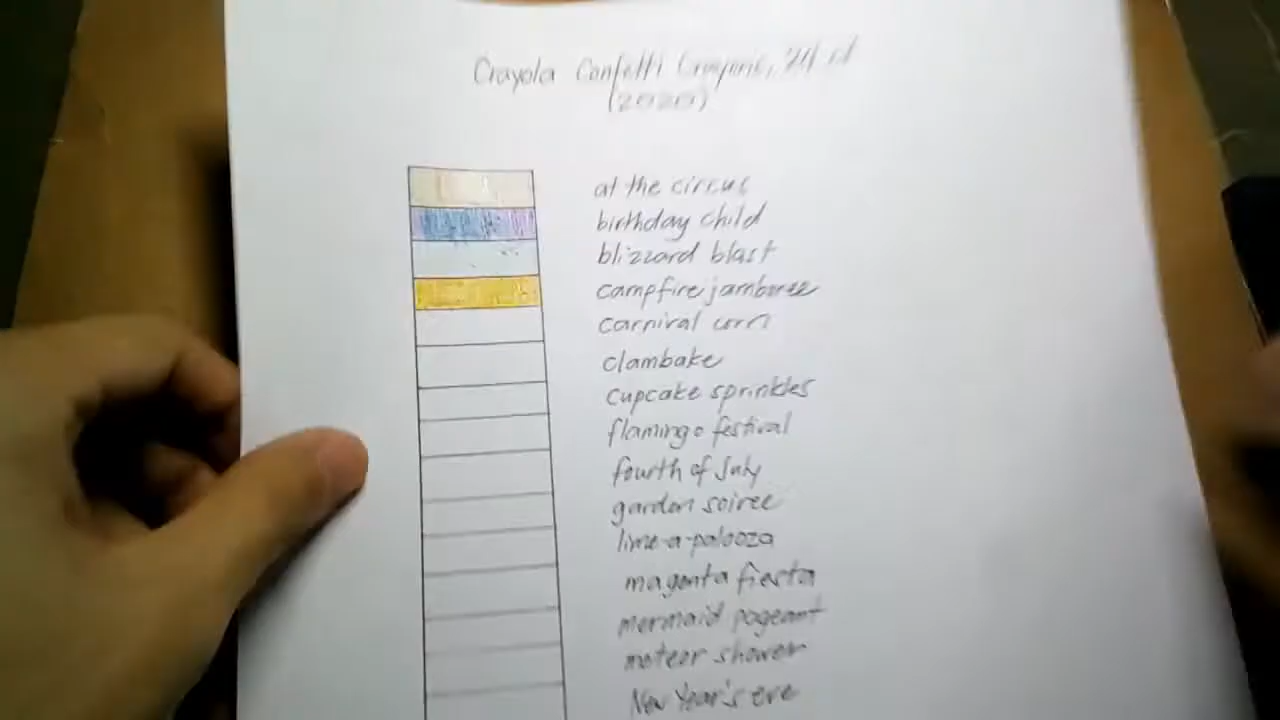 Crayola Confetti Crayons, 24 ct
(2020)
at the circus
birthday child
blizzard blast
campfire jamboree
carnival corn
clambake
cupcake sprinkles
flamingo festival
fourth of July
garden soiree
lime-a-palooza
magenta fiesta
mermaid pageant
meteor shower
New Year's eve